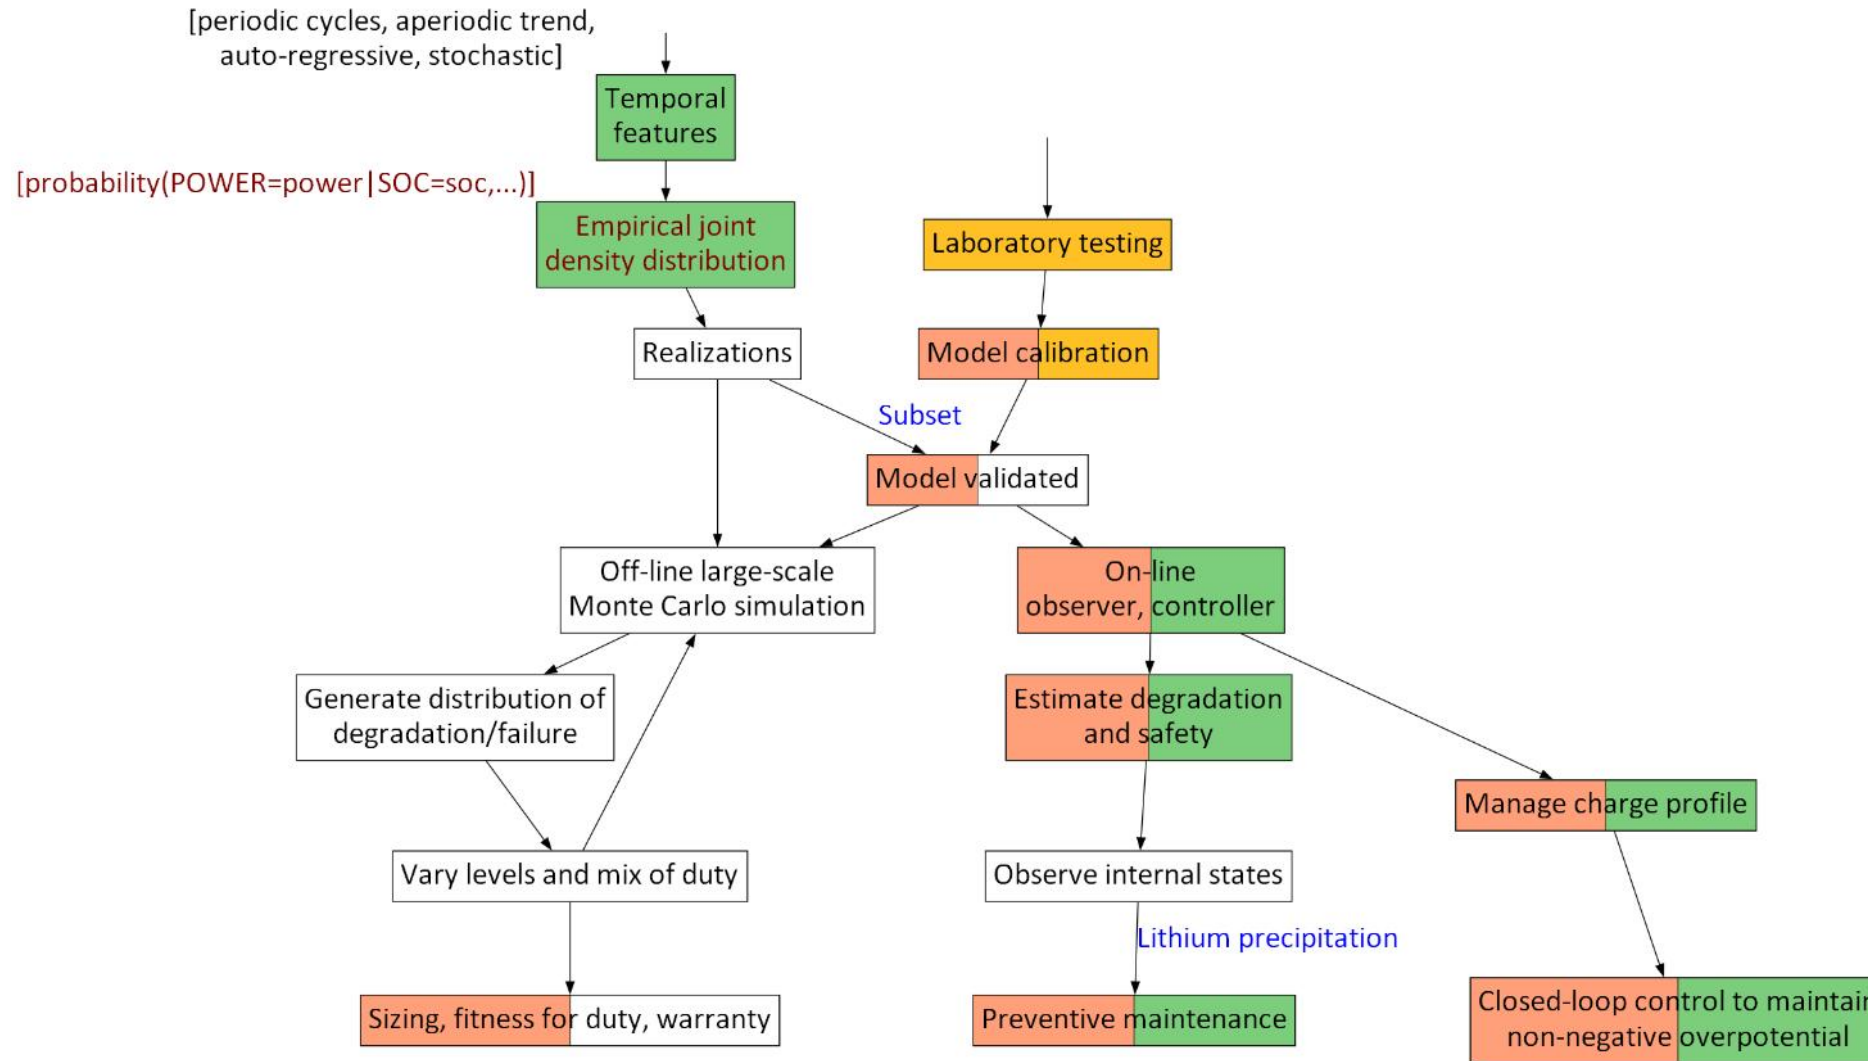 [periodic cycles, aperiodic trend,
auto-regressive, stochastic]
Temporal
features
[probability(POWER=power|SOC=soc,...)]
Empirical joint
density distribution
Laboratory testing
Realizations
Model calibration
Subset
Model validated
Off-line large-scale
Monte Carlo simulation
On-line
observer, controller
Generate distribution of
degradation/failure
Estimate degradation
and safety
Manage charge profile
Vary levels and mix of duty
Observe internal states
Lithium precipitation
Sizing, fitness for duty, warranty
Preventive maintenance
Closed-loop control to maintain
non-negative overpotential